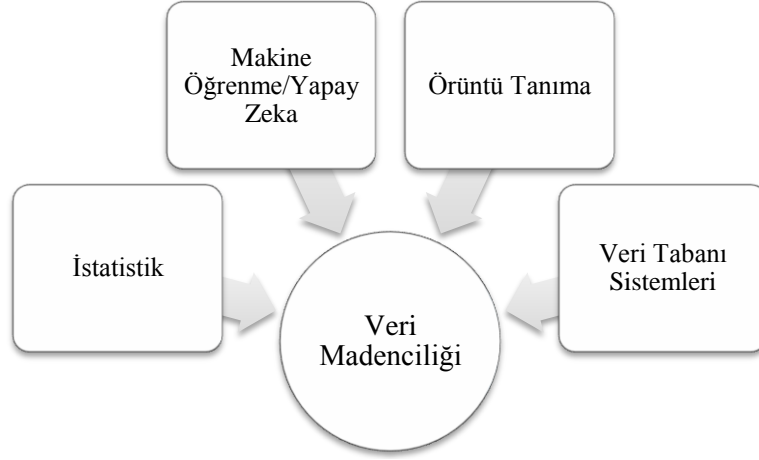 Makine
Öğrenme/Yapay
Zeka
Örüntü Tanıma
İstatistik
Veri Tabanı
Sistemleri
Veri
Madenciliği